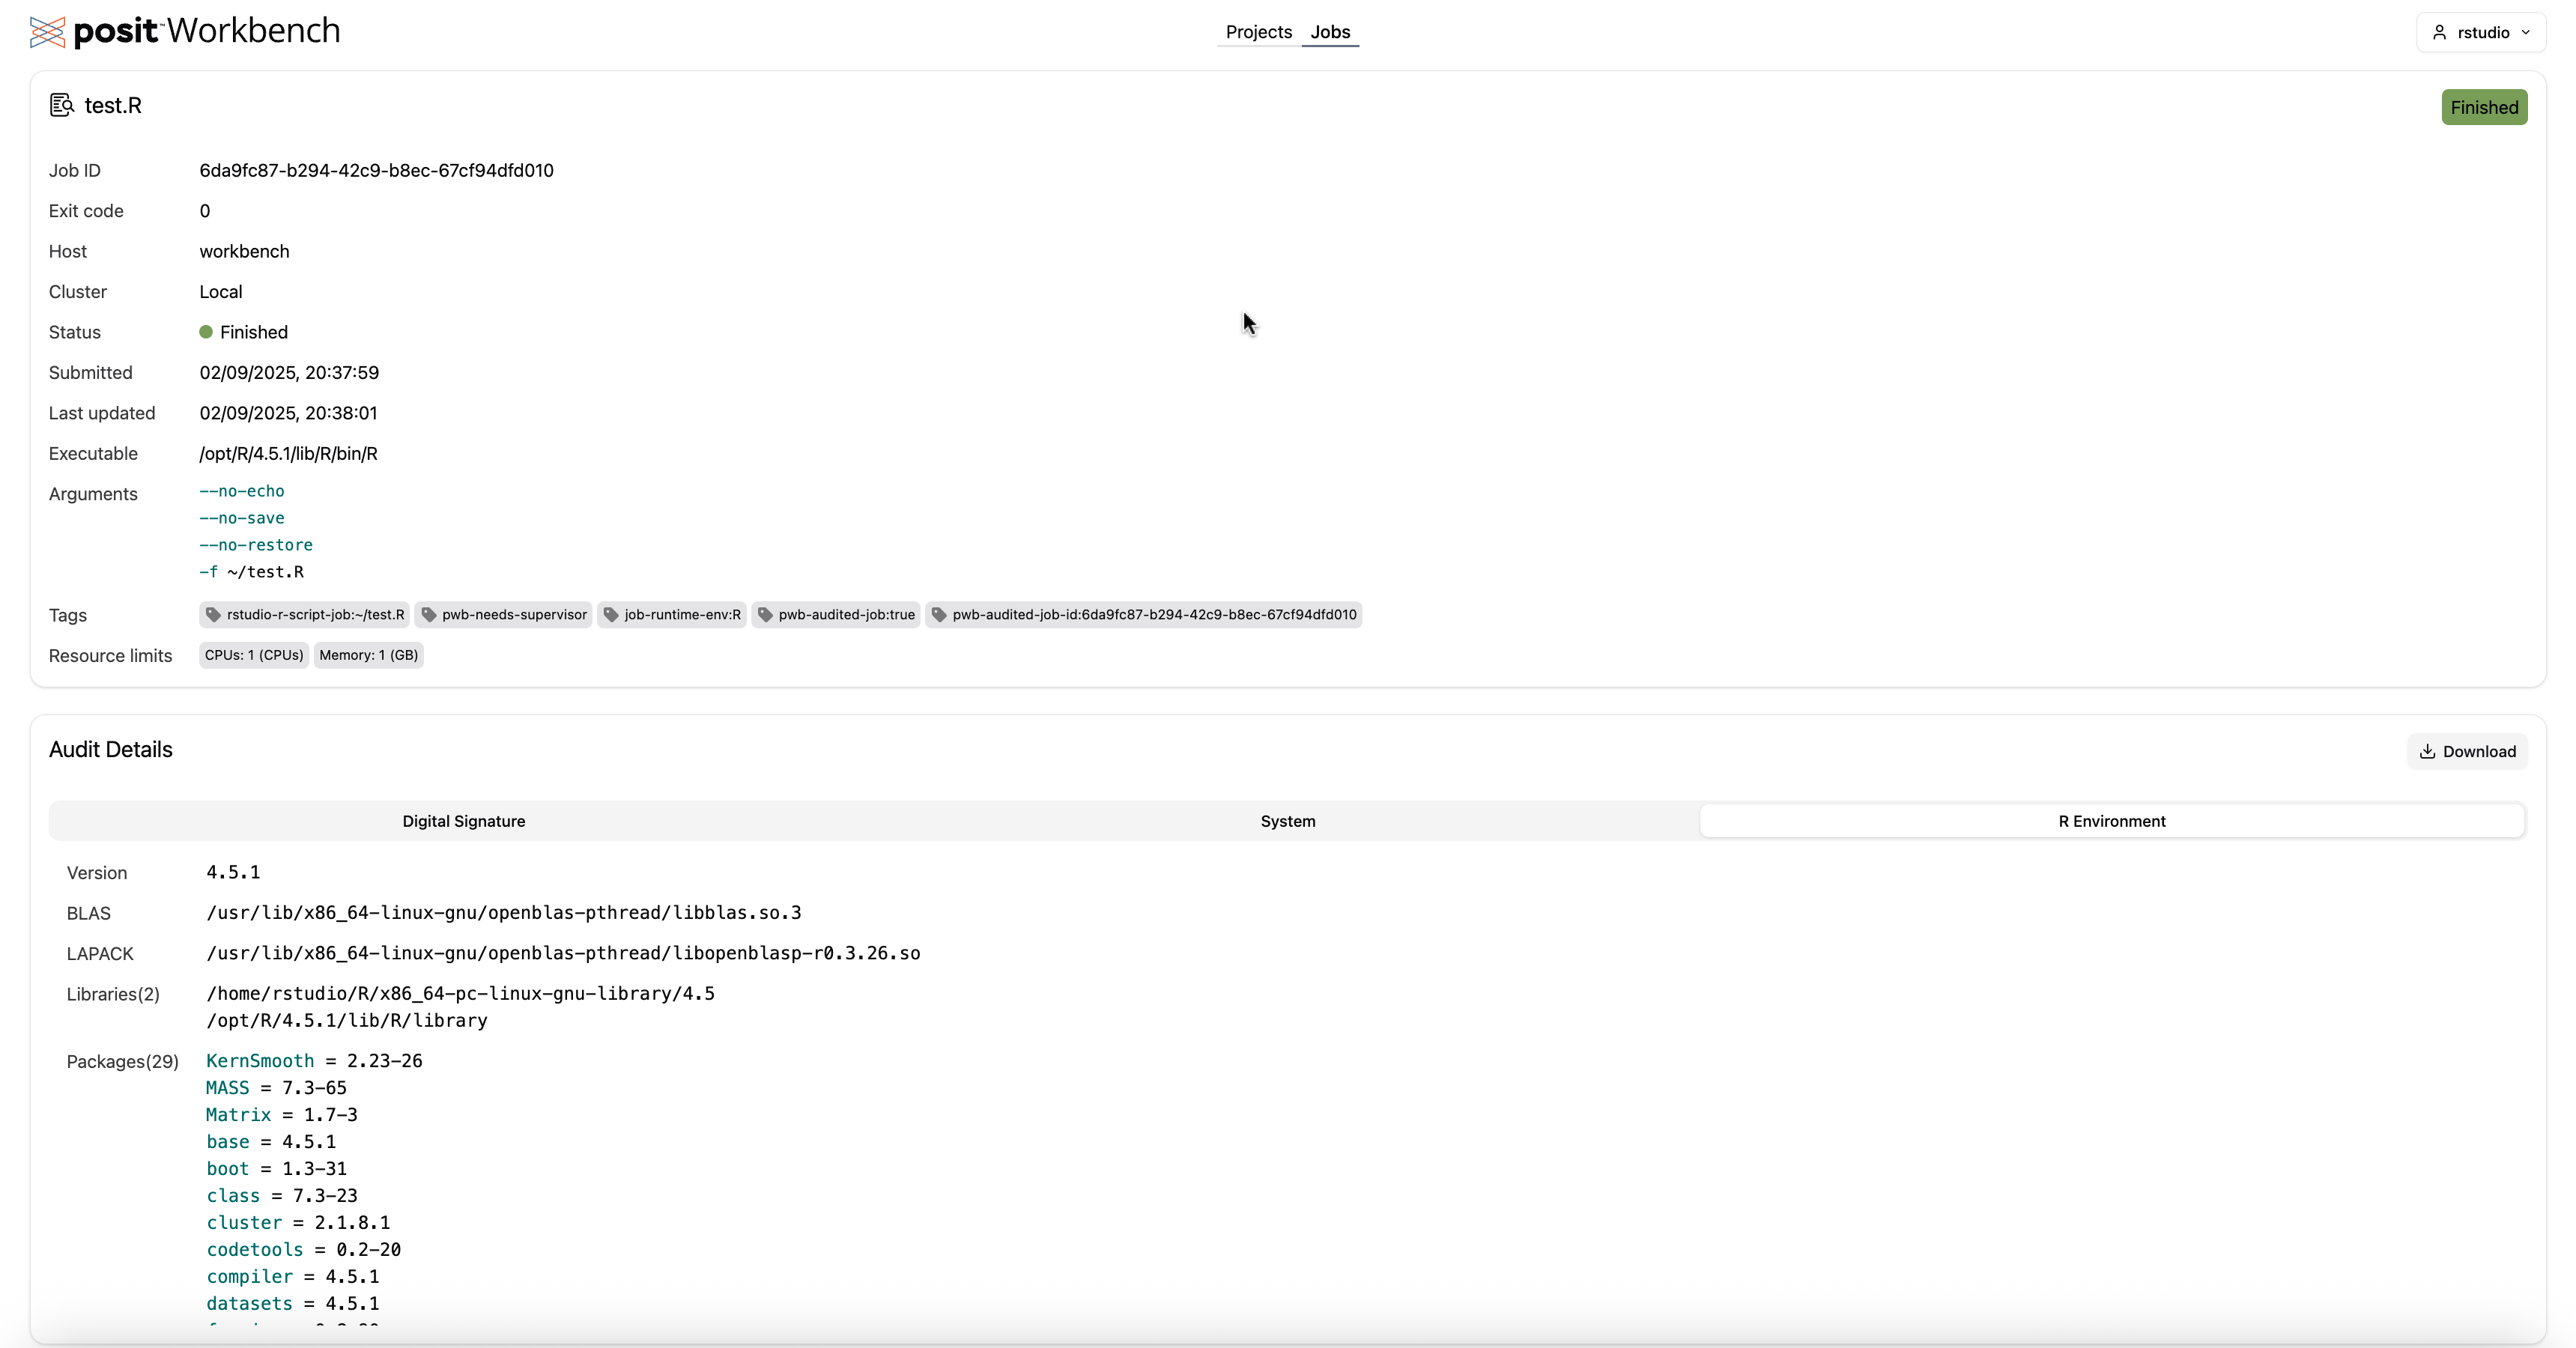 posit™ Workbench
Projects Jobs
rstudio
test.R
Finished
Job ID 6da9fc87-b294-42c9-b8ec-67cf94dfd010
Exit code 0
Host workbench
Cluster Local
Status Finished
Submitted 02/09/2025, 20:37:59
Last updated 02/09/2025, 20:38:01
Executable /opt/R/4.5.1/lib/R/bin/R
Arguments --no-echo
--no-save
--no-restore
-f ~/test.R
Tags rstudio-r-script-job:~/test.R pwb-needs-supervisor job-runtime-env:R pwb-audited-job:true pwb-audited-job-id:6da9fc87-b294-42c9-b8ec-67cf94dfd010
Resource limits CPUs: 1 (CPUs) Memory: 1 (GB)
Audit Details
Download
Digital Signature System R Environment
Version 4.5.1
BLAS /usr/lib/x86_64-linux-gnu/openblas-pthread/libblas.so.3
LAPACK /usr/lib/x86_64-linux-gnu/openblas-pthread/libopenblasp-r0.3.26.so
Libraries(2) /home/rstudio/R/x86_64-pc-linux-gnu-library/4.5
/opt/R/4.5.1/lib/R/library
Packages(29) KernSmooth = 2.23-26
MASS = 7.3-65
Matrix = 1.7-3
base = 4.5.1
boot = 1.3-31
class = 7.3-23
cluster = 2.1.8.1
codetools = 0.2-20
compiler = 4.5.1
datasets = 4.5.1